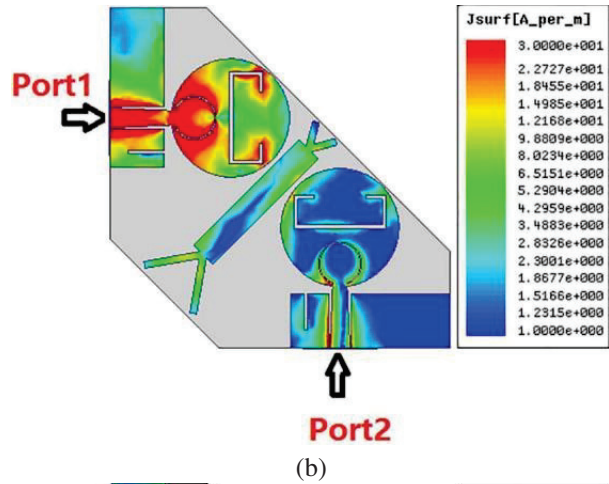 Jsurf[A_per_m]
3.0000e+001
2.2727e+001
1.8455e+001
1.4985e+001
1.2168e+001
9.8809e+000
8.0234e+000
6.5151e+000
5.2904e+000
4.2959e+000
3.4883e+000
2.8326e+000
2.3001e+000
1.8677e+000
1.5166e+000
1.2315e+000
1.0000e+000
Port1
Port2
(b)